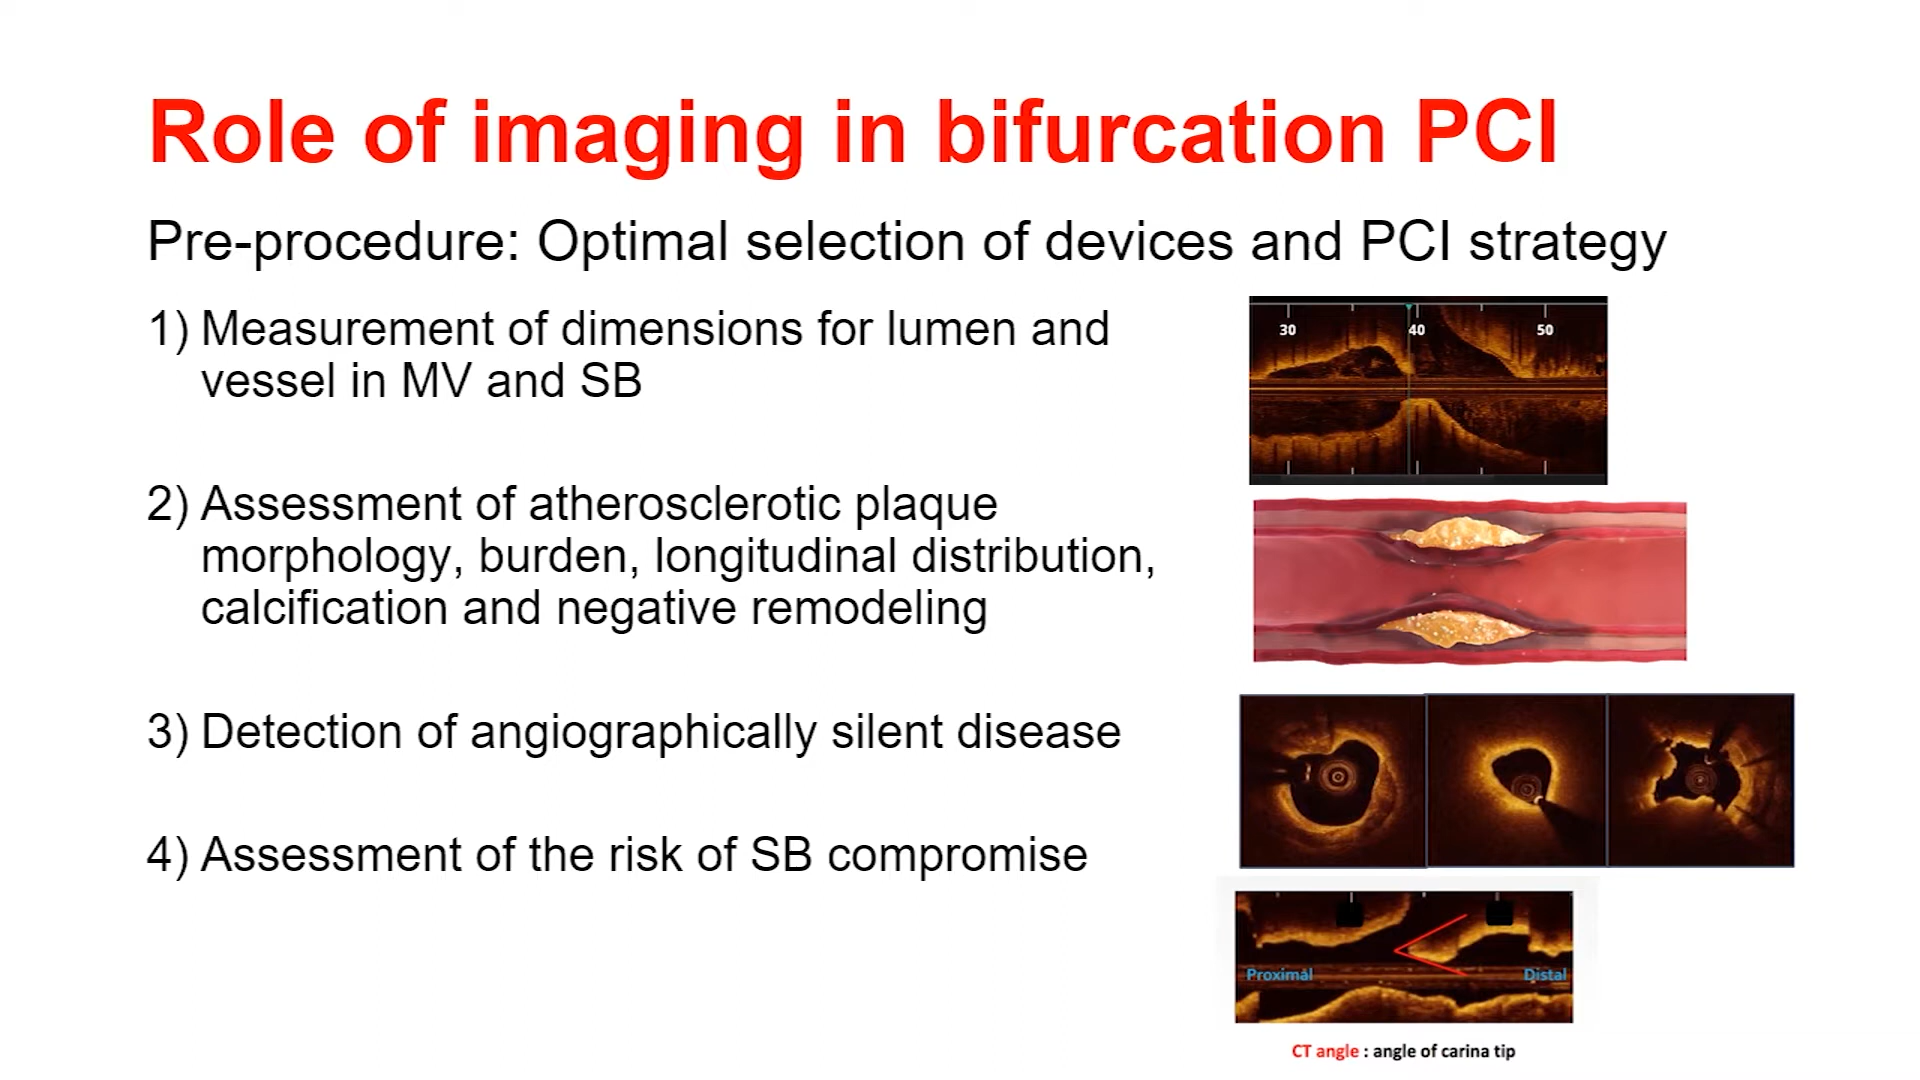 Role of imaging in bifurcation PCI
Pre-procedure: Optimal selection of devices and PCI strategy
1) Measurement of dimensions for lumen and
vessel in MV and SB
2) Assessment of atherosclerotic plaque
morphology, burden, longitudinal distribution,
calcification and negative remodeling
3) Detection of angiographically silent disease
4) Assessment of the risk of SB compromise
30 40 50
Proximal Distal
CT angle : angle of carina tip